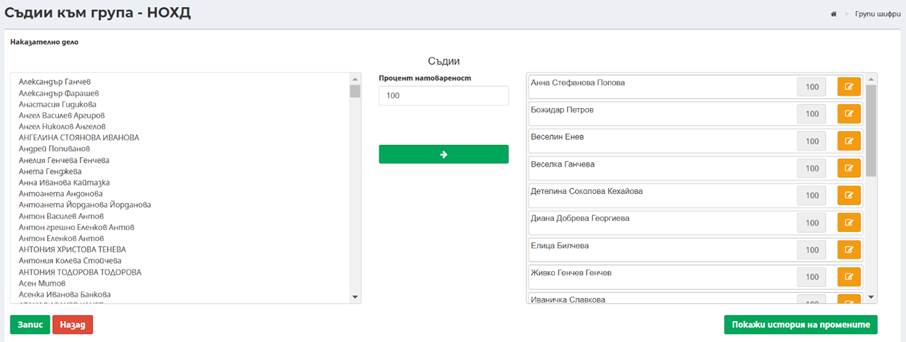 Съдии към група - НОХД
Групи шифри
Наказателно дело
Съдии
Александър Ганчев
Александър Фарашев
Анастасия Гидикова
Ангел Василев Аргиров
Ангел Николов Ангелов
АНГЕЛИНА СТОЯНОВА ИВАНОВА
Андрей Попиванов
Анелия Генчева Генчева
Анета Генджева
Анна Иванова Кайтазка
Антоанета Андонова
Антоанета Йорданова Йорданова
Антон Василев Антов
Антон грешно Еленков Антов
Антон Еленков Антов
АНТОНИЯ ХРИСТОВА ТЕНЕВА
Антония Колева Стойчева
АНТОНИЯ ТОДОРОВА ТОДОРОВА
Асен Митов
Асенка Иванова Банкова
Процент натовареност
100
Анна Стефанова Попова 100
Божидар Петров 100
Веселин Енев 100
Веселка Ганчева 100
Детелина Соколова Кехайова 100
Диана Добрева Георгиева 100
Елица Билчева 100
Живко Генчев Генчев 100
Иваничка Славкова 100
Запис Назад
Покажи история на промените